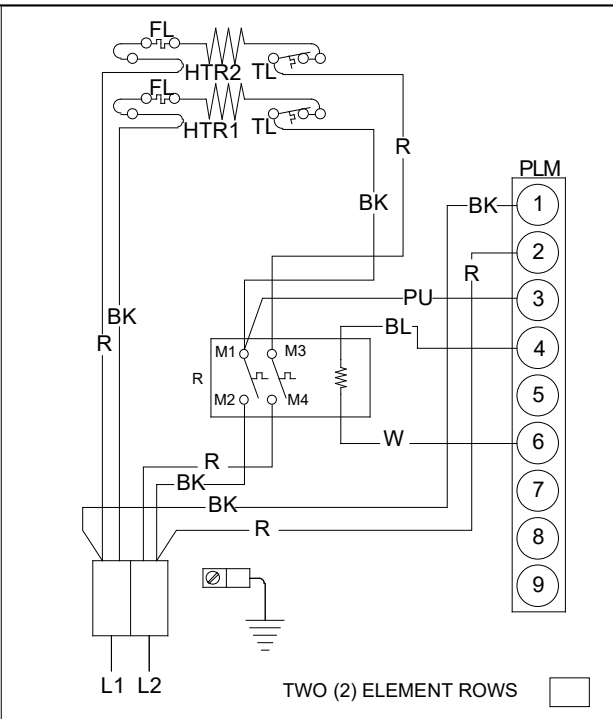 FL
HTR2 TL
FL
HTR1 TL
R
PLM
BK
BK 1
2
R
PU 3
BK
BL
R
M1 M3
4
R
M2 M4
5
W 6
R
BK
7
BK
R
8
9
L1 L2
TWO (2) ELEMENT ROWS